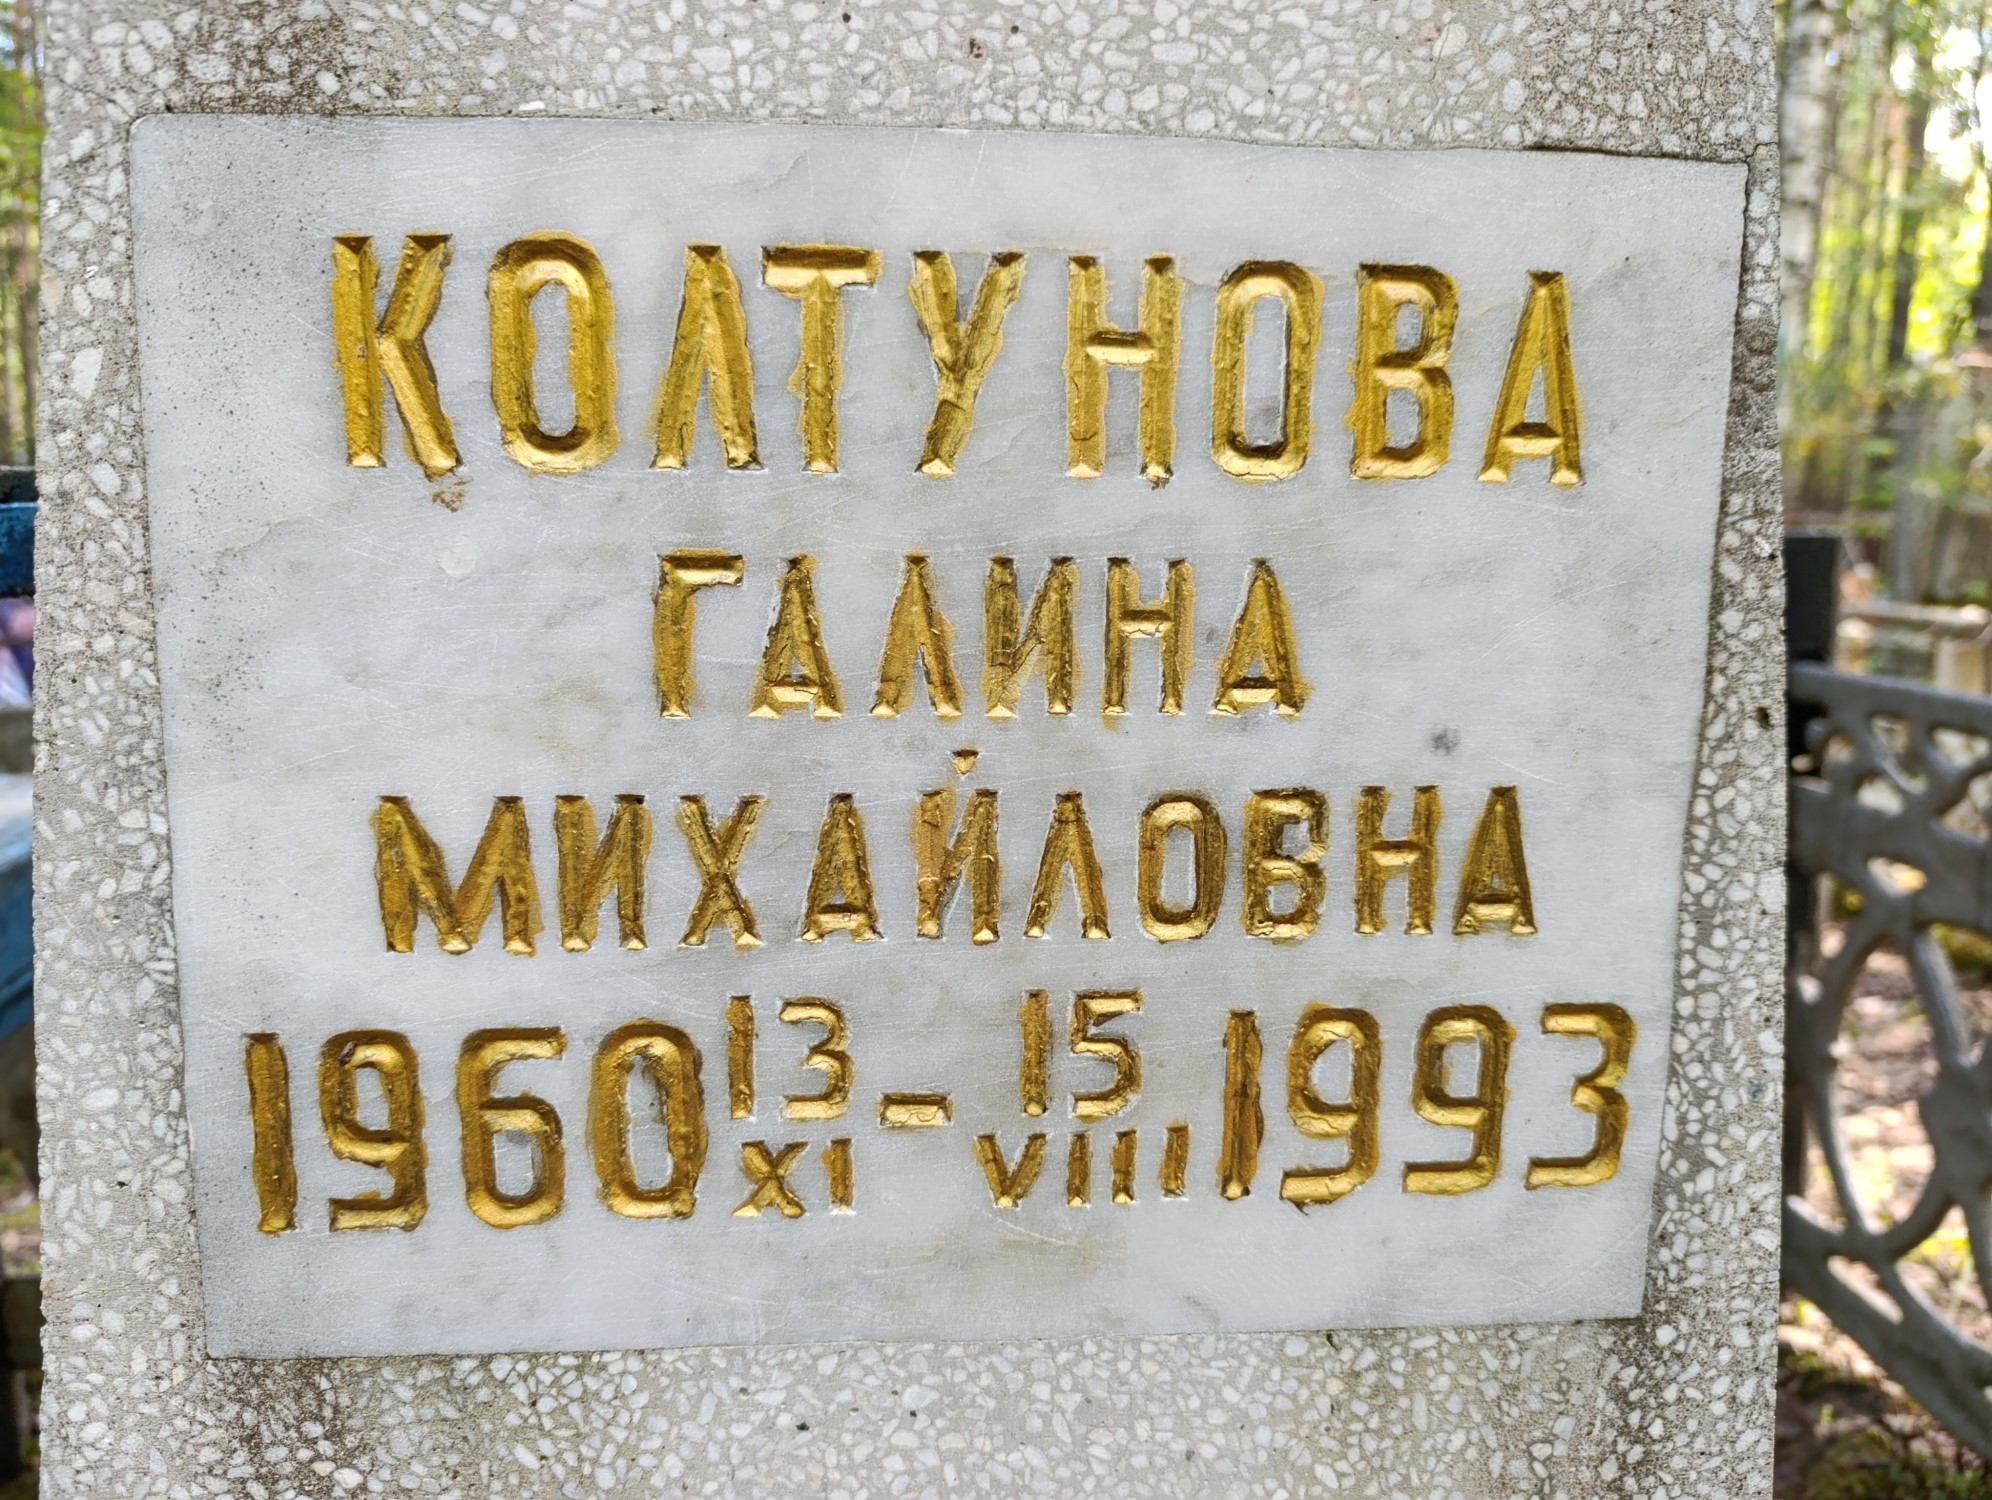 КОЛТУНОВА
ГАЛИНА
МИХАЙЛОВНА
1960 13/XI - 15/VIII 1993